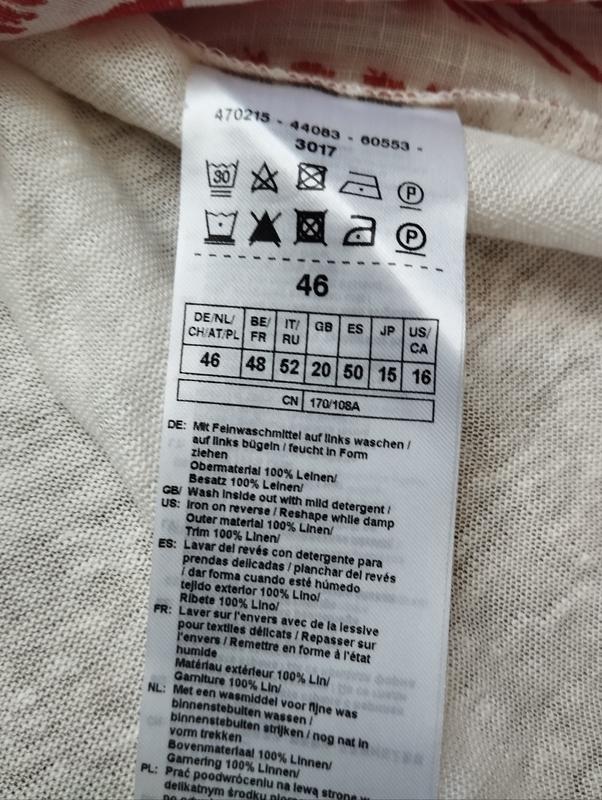 470215 - 44083 - 60553 -
3017
30
P
P
46
DE/NL/ CH/AT/PL BE/ FR IT/ RU GB ES JP US/ CA
46 48 52 20 50 15 16
CN 170/108A
DE: Mit Feinwaschmittel auf links waschen /
auf links bügeln / feucht in Form
ziehen
Obermaterial 100% Leinen/
Besatz 100% Leinen/
GB/ Wash inside out with mild detergent /
US: Iron on reverse / Reshape while damp
Outer material 100% Linen/
Trim 100% Linen/
ES: Lavar del revés con detergente para
prendas delicadas / planchar del revés
/ dar forma cuando esté húmedo
tejido exterior 100% Lino/
Ribete 100% Lino/
FR: Laver sur l'envers avec de la lessive
pour textiles délicats / Repasser sur
l'envers / Remettre en forme à l'état
humide
Matériau extérieur 100% Lin/
Garniture 100% Lin/
NL: Met een wasmiddel voor fijne was
binnenstebuiten wassen /
binnenstebuiten strijken / nog nat in
vorm trekken
Bovenmateriaal 100% Linnen/
Garnering 100% Linnen/
PL: Prać poodwróceniu na lewą stronę w
delikatnym środku